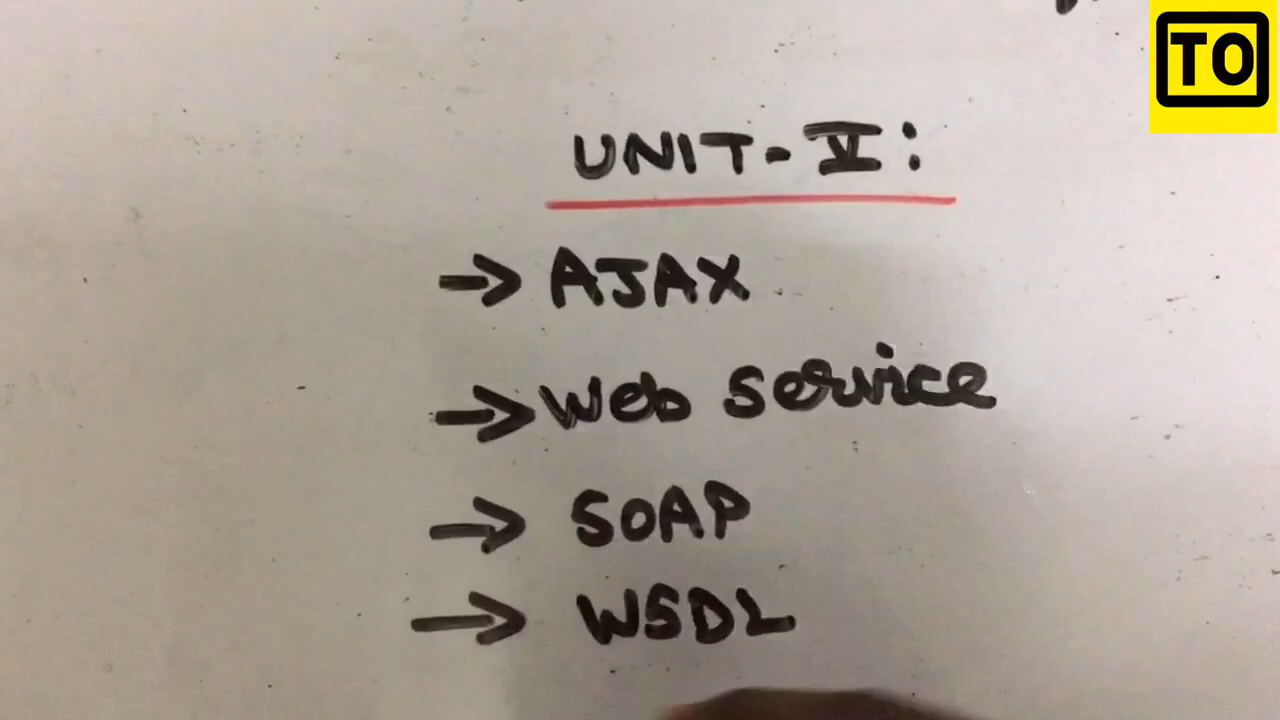 TO
UNIT-V:
→ AJAX
→ Web service
→ SOAP
→ WSDL